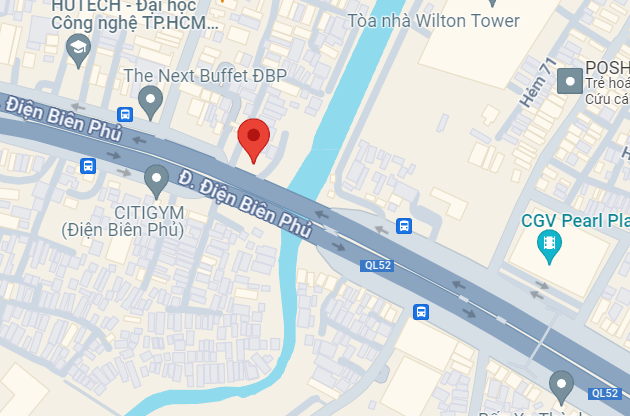 HUTECH - Đại học
Công nghệ TP.HCM...
Tòa nhà Wilton Tower
The Next Buffet ĐBP
Hẻm 71
POSH
Trẻ hoá
Cứu cá
Điện Biên Phủ
Đ. Điện Biên Phủ
CITIGYM
(Điện Biên Phủ)
CGV Pearl Pla
QL52
QL52